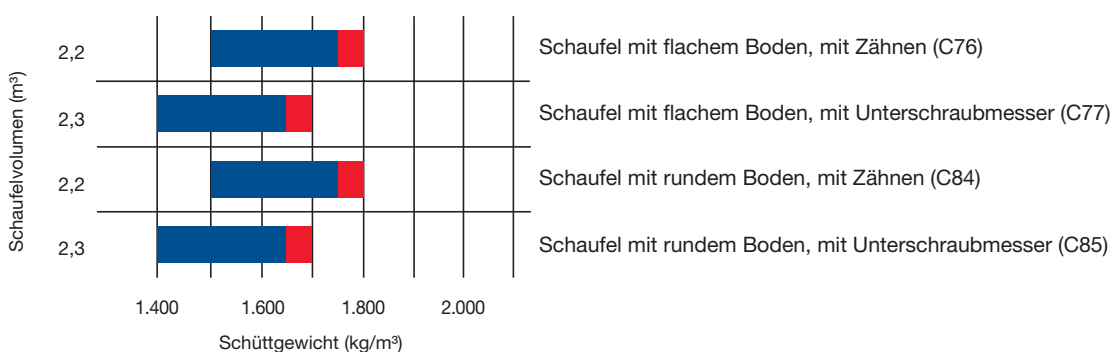 Schaufelvolumen (m³)
2,2 Schaufel mit flachem Boden, mit Zähnen (C76)
2,3 Schaufel mit flachem Boden, mit Unterschraubmesser (C77)
2,2 Schaufel mit rundem Boden, mit Zähnen (C84)
2,3 Schaufel mit rundem Boden, mit Unterschraubmesser (C85)
1.400 1.600 1.800 2.000
Schüttgewicht (kg/m³)